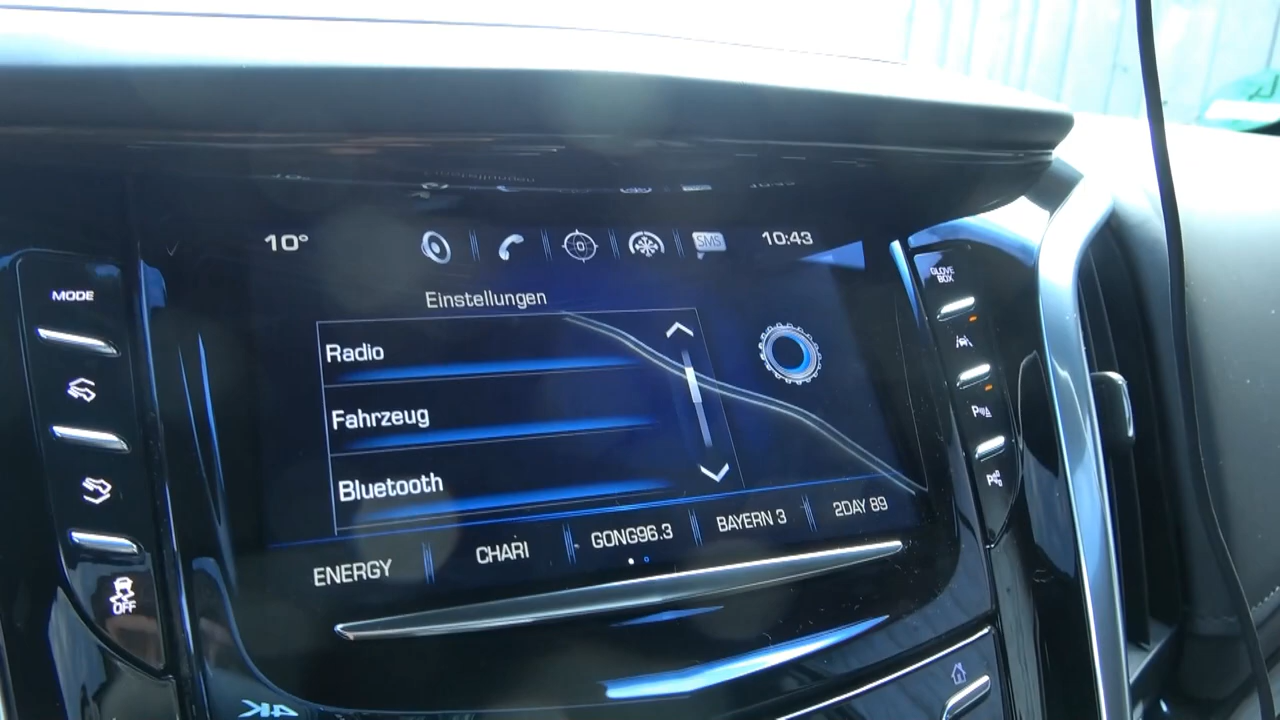 10° SMS 10:43
MODE
GLOVE
BOX
Einstellungen
Radio
Fahrzeug
Bluetooth
ENERGY CHARI GONG96.3 BAYERN 3 2DAY 89
OFF
4K